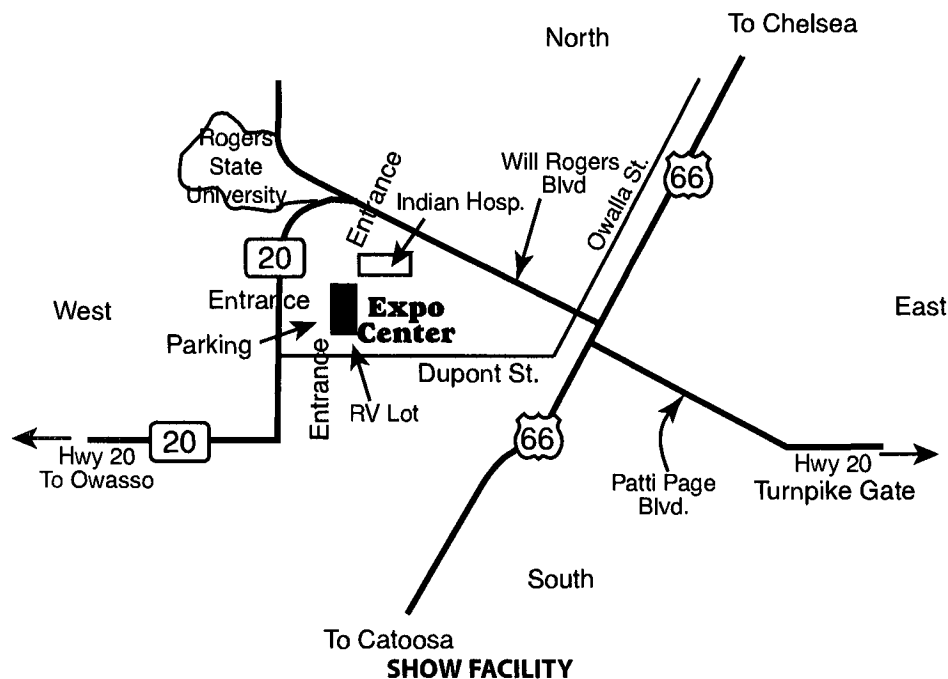 To Chelsea
North
Rogers
State
University
Entrance
Will Rogers
Blvd
Owalla St.
66
Indian Hosp.
20
West
Entrance
Expo
Center
East
Parking
Entrance
Dupont St.
RV Lot
20
Hwy 20
To Owasso
66
Patti Page
Blvd.
Hwy 20
Turnpike Gate
South
To Catoosa
SHOW FACILITY